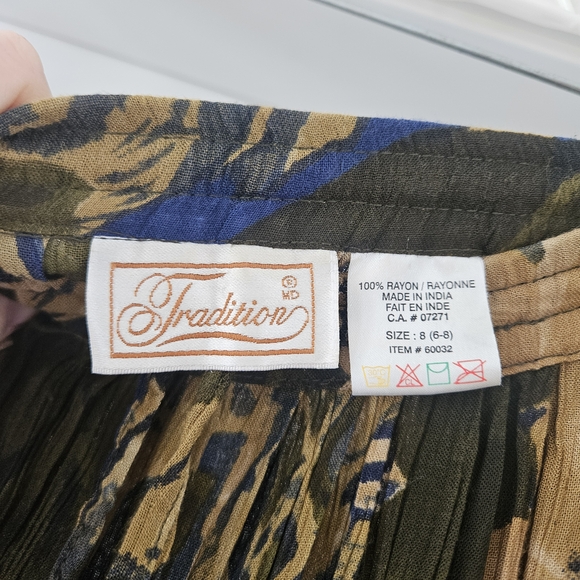 Tradition ® MD
100% RAYON / RAYONNE
MADE IN INDIA
FAIT EN INDE
C.A. # 07271
SIZE : 8 (6-8)
ITEM # 60032